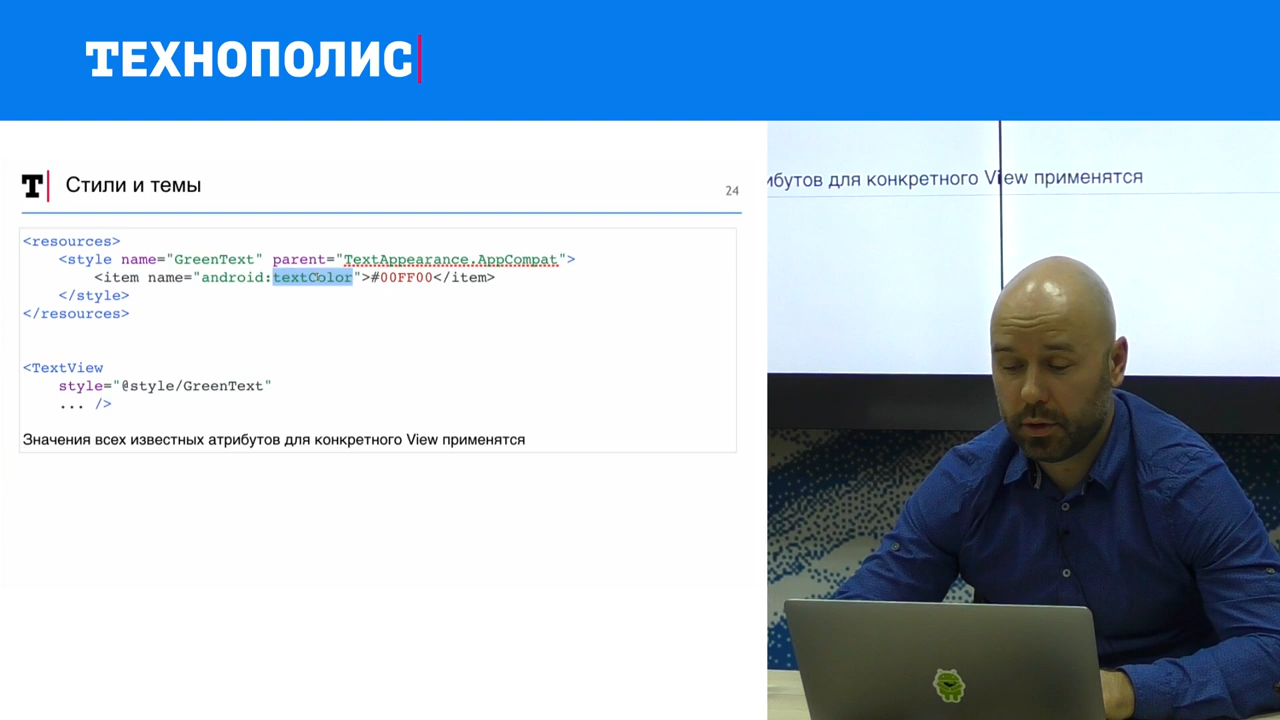 ТЕХНОПОЛИС
Т Стили и темы
24
<resources>
<style name="GreenText" parent="TextAppearance.AppCompat">
<item name="android:textColor">#00FF00</item>
</style>
</resources>
<TextView
style="@style/GreenText"
... />
Значения всех известных атрибутов для конкретного View применятся
ибутов для конкретного View применятся